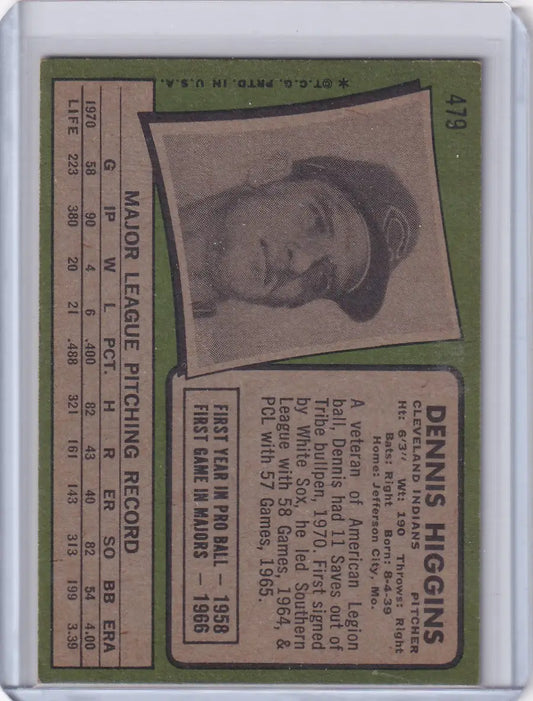 479
DENNIS HIGGINS
CLEVELAND INDIANS PITCHER
Ht: 6'3" Wt: 190 Throws: Right
Bats: Right Born: 8-4-39
Home: Jefferson City, Mo.
A veteran of American Legion
ball, Dennis had 11 Saves out of
Tribe bullpen, 1970. First signed
by White Sox, he led Southern
League with 58 Games, 1964, &
PCL with 57 Games, 1965.
FIRST YEAR IN PRO BALL — 1958
FIRST GAME IN MAJORS — 1966
C
MAJOR LEAGUE PITCHING RECORD
G IP W L PCT. H R ER SO BB ERA
1970 58 90 4 6 .400 82 43 40 82 54 4.00
LIFE 223 380 20 21 .488 321 161 143 313 199 3.39
* ©T.C.G. PRTD. IN U.S.A.